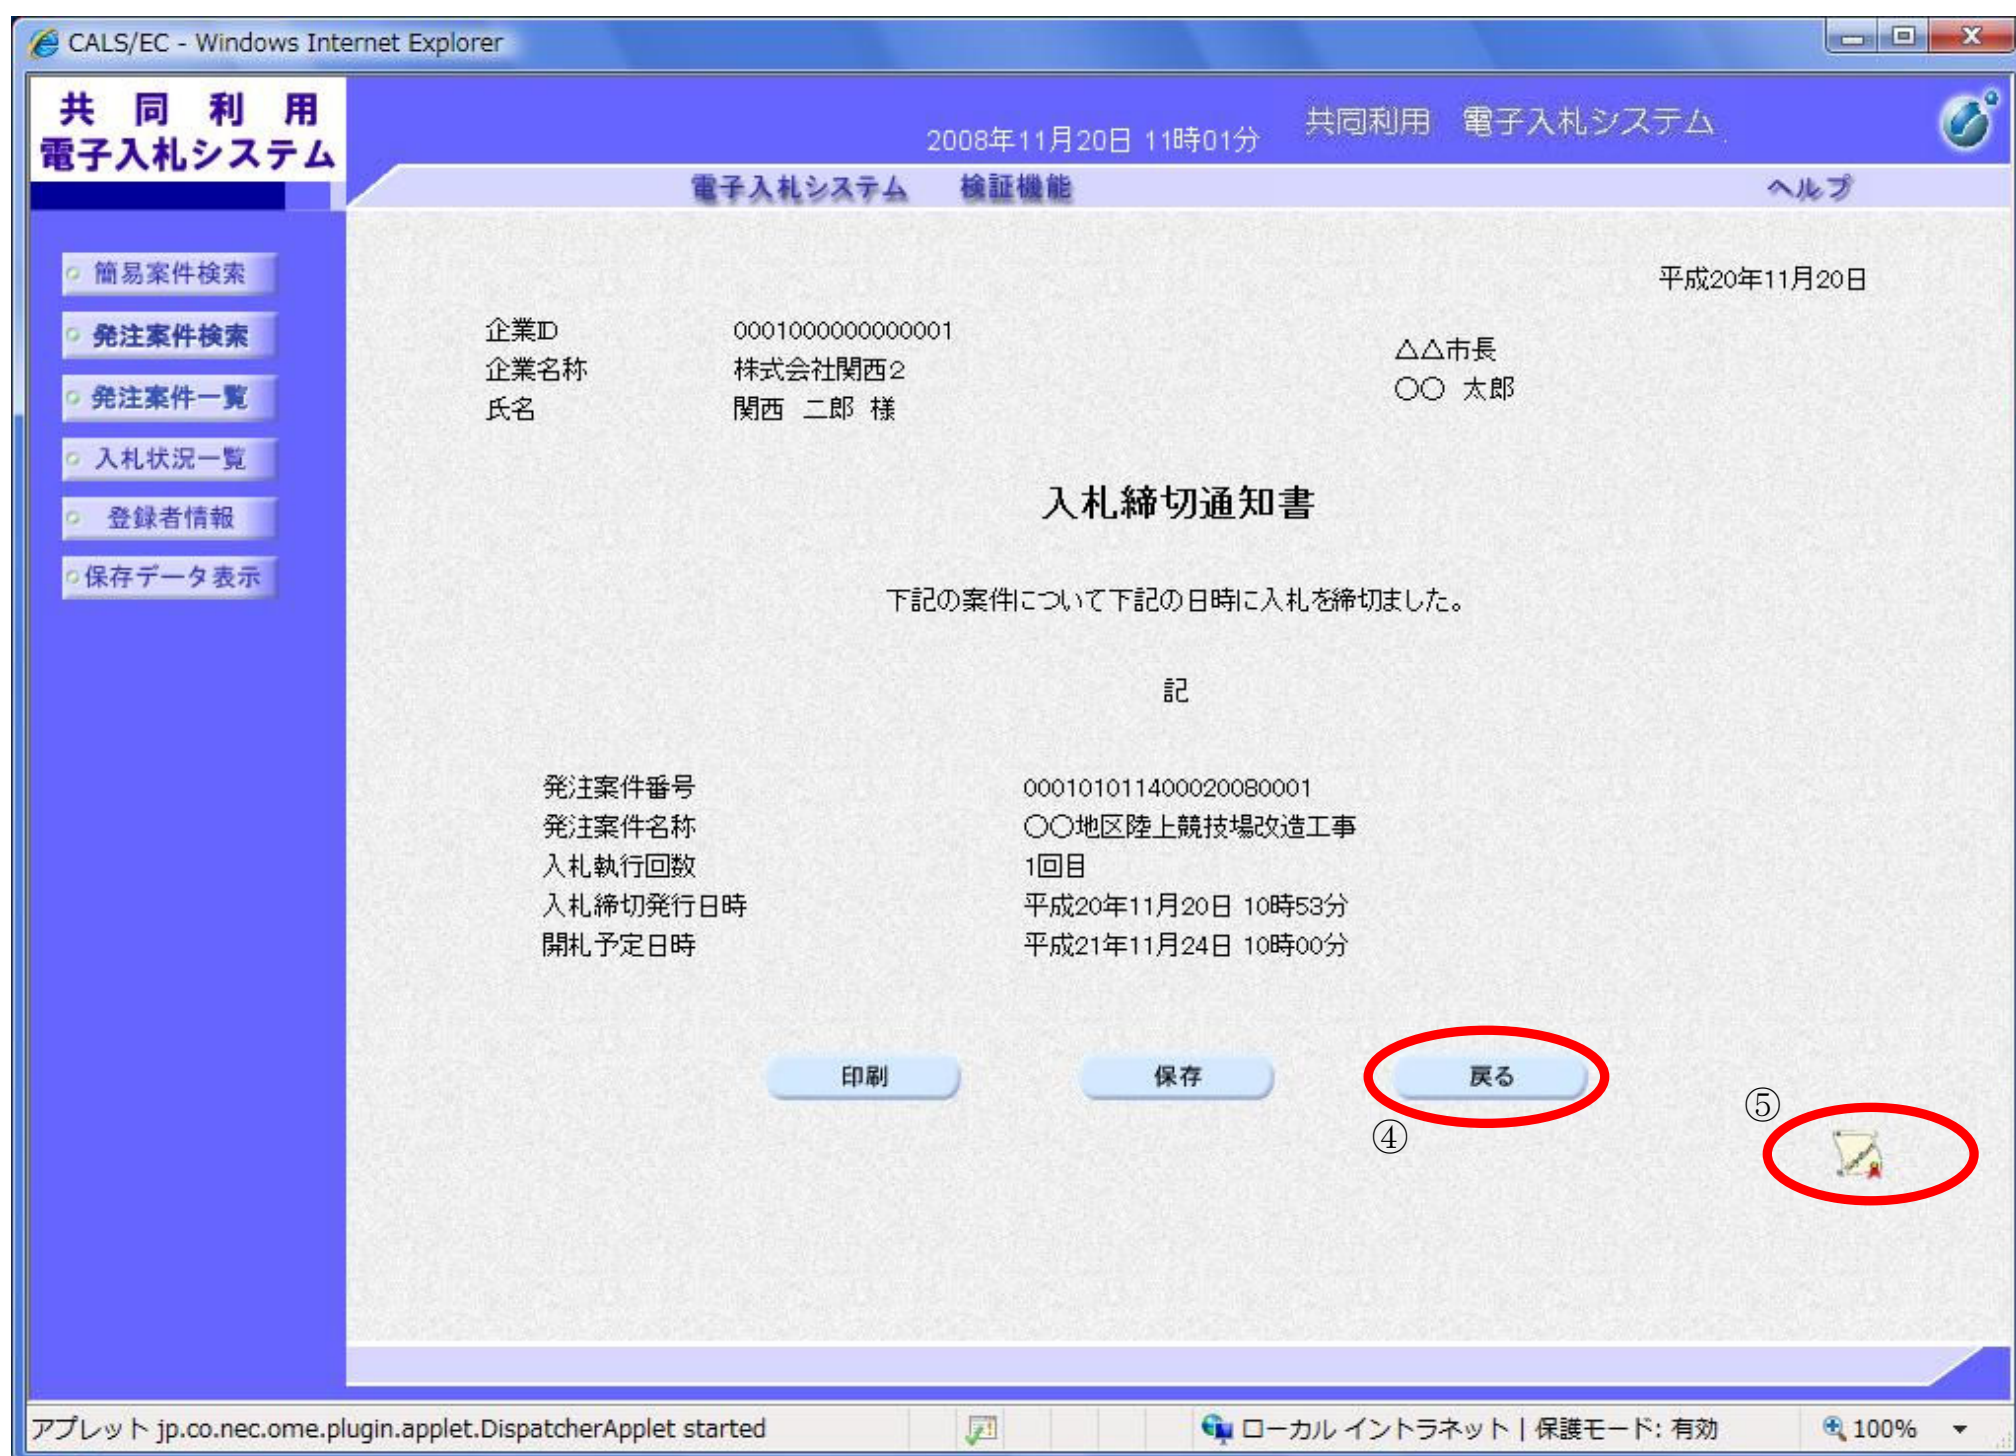 CALS/EC - Windows Internet Explorer
共同利用
電子入札システム
2008年11月20日 11時01分
共同利用 電子入札システム
電子入札システム 検証機能 ヘルプ
簡易案件検索
発注案件検索
発注案件一覧
入札状況一覧
登録者情報
保存データ表示
平成20年11月20日
企業ID 0001000000000001
企業名称 株式会社関西2
氏名 関西 二郎 様
△△市長
〇〇 太郎
入札締切通知書
下記の案件について下記の日時に入札を締切ました。
記
発注案件番号 000101011400020080001
発注案件名称 〇〇地区陸上競技場改造工事
入札執行回数 1回目
入札締切発行日時 平成20年11月20日 10時53分
開札予定日時 平成21年11月24日 10時00分
印刷 保存 戻る
④
⑤
アプレット jp.co.nec.ome.plugin.applet.DispatcherApplet started
ローカル イントラネット | 保護モード: 有効
100%